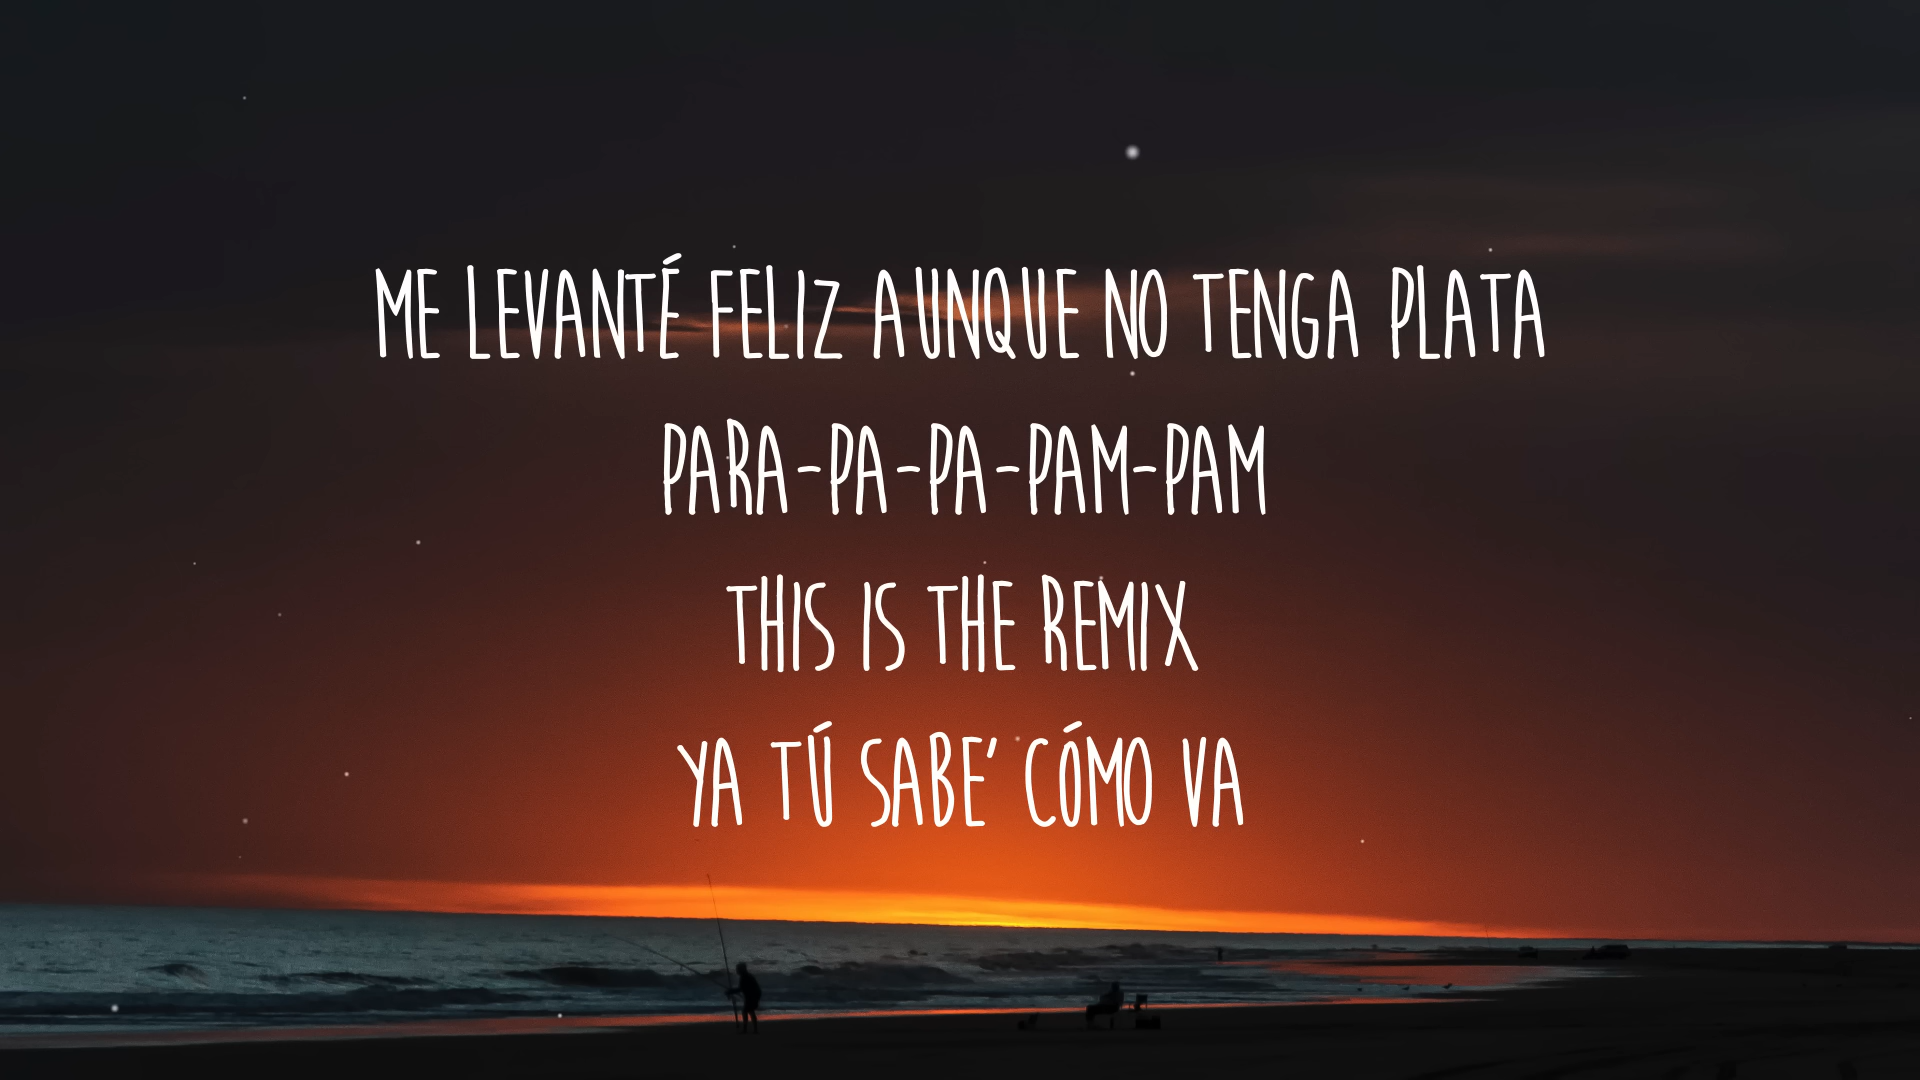 ME LEVANTÉ FELIZ AUNQUE NO TENGA PLATA
PARA-PA-PA-PAM-PAM
THIS IS THE REMIX
YA TÚ SABE' CÓMO VA